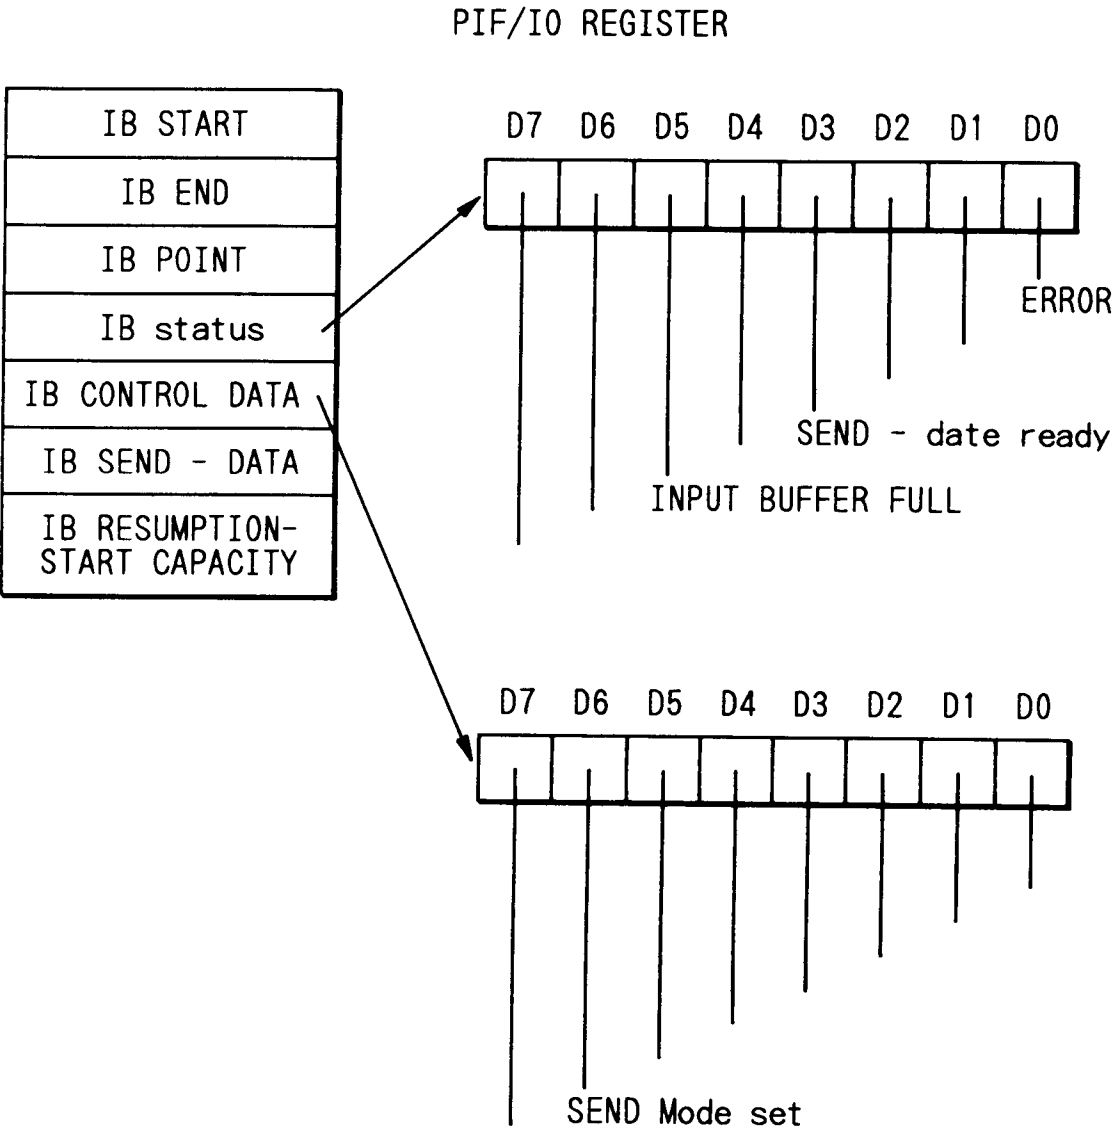 PIF/IO REGISTER
IB START
IB END
IB POINT
IB status
IB CONTROL DATA
IB SEND - DATA
IB RESUMPTION-
START CAPACITY
D7 D6 D5 D4 D3 D2 D1 D0
ERROR
SEND - date ready
INPUT BUFFER FULL
D7 D6 D5 D4 D3 D2 D1 D0
SEND Mode set